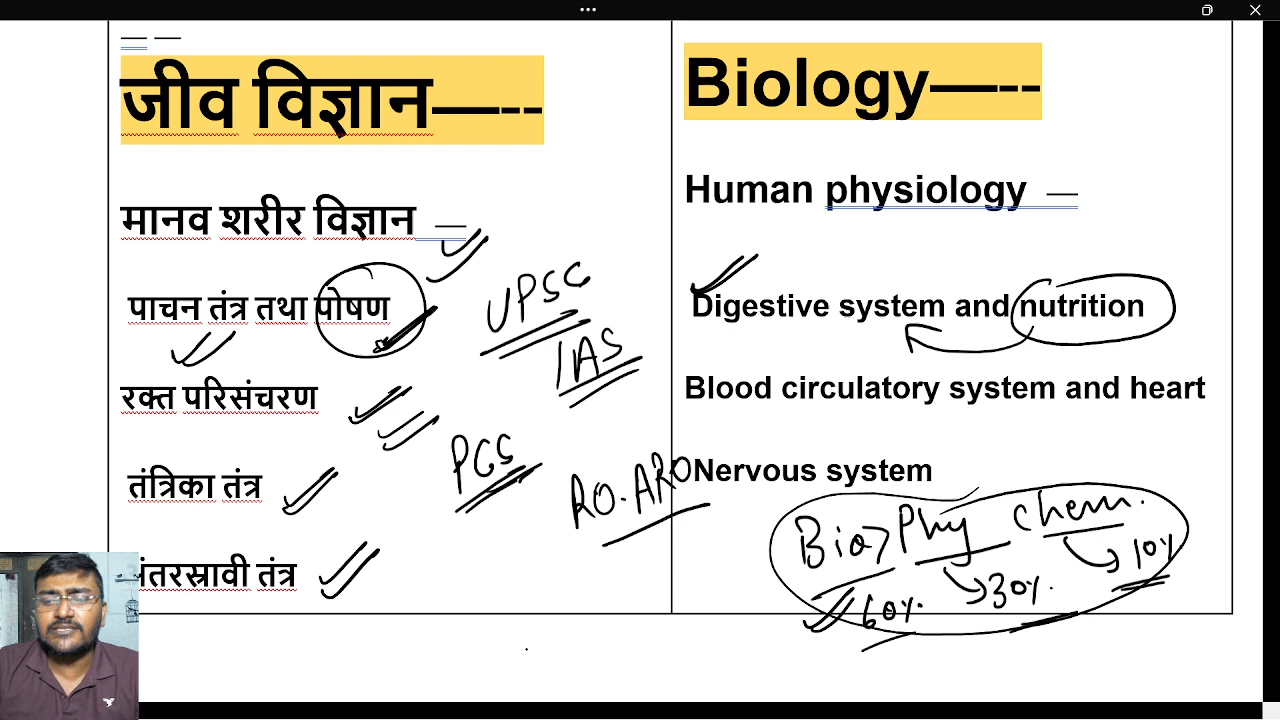 जीव विज्ञान—--
मानव शरीर विज्ञान —
पाचन तंत्र तथा पोषण
रक्त परिसंचरण
तंत्रिका तंत्र
अंतरस्रावी तंत्र
UPSC
IAS
PCS
RO. ARO
Biology—--
Human physiology —
Digestive system and nutrition
Blood circulatory system and heart
Nervous system
Bio> Phy chem.
60% 30% 10%